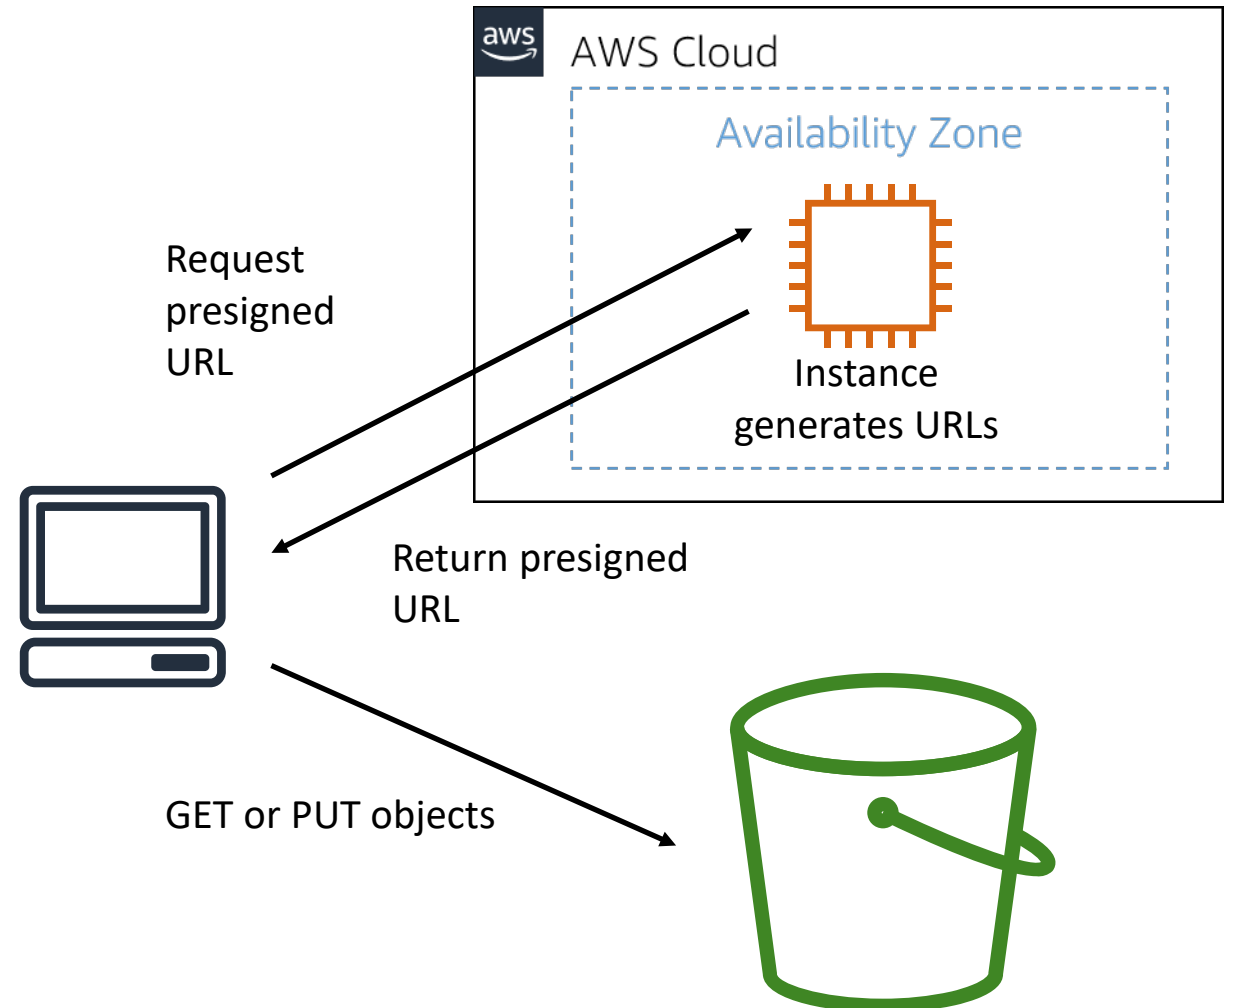 aws
AWS Cloud
Availability Zone
Request
presigned
URL
Instance
generates URLs
Return presigned
URL
GET or PUT objects